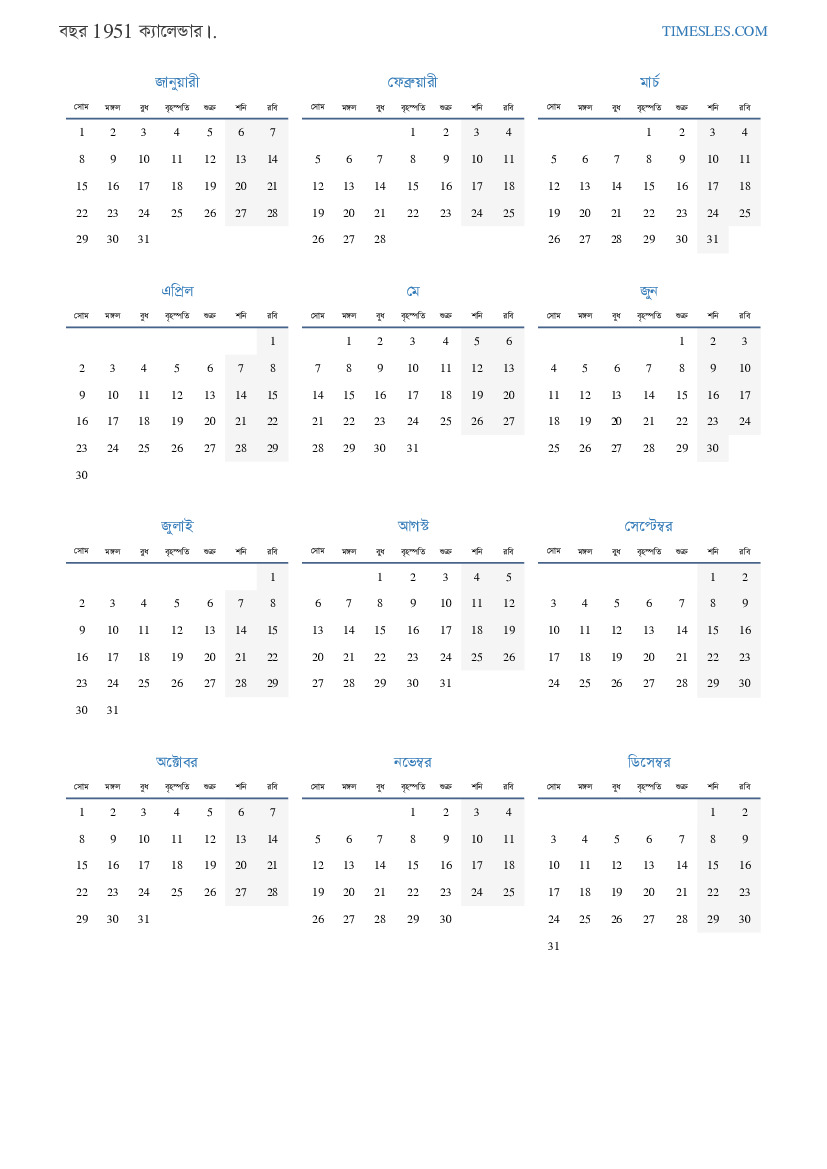 বছর 1951 ক্যালেন্ডার।. TIMESLES.COM
জানুয়ারী
সোম মঙ্গল বুধ বৃহস্পতি শুক্র শনি রবি
1 2 3 4 5 6 7
8 9 10 11 12 13 14
15 16 17 18 19 20 21
22 23 24 25 26 27 28
29 30 31
ফেব্রুয়ারী
সোম মঙ্গল বুধ বৃহস্পতি শুক্র শনি রবি
1 2 3 4
5 6 7 8 9 10 11
12 13 14 15 16 17 18
19 20 21 22 23 24 25
26 27 28
মার্চ
সোম মঙ্গল বুধ বৃহস্পতি শুক্র শনি রবি
1 2 3 4
5 6 7 8 9 10 11
12 13 14 15 16 17 18
19 20 21 22 23 24 25
26 27 28 29 30 31
এপ্রিল
সোম মঙ্গল বুধ বৃহস্পতি শুক্র শনি রবি
1
2 3 4 5 6 7 8
9 10 11 12 13 14 15
16 17 18 19 20 21 22
23 24 25 26 27 28 29
30
মে
সোম মঙ্গল বুধ বৃহস্পতি শুক্র শনি রবি
1 2 3 4 5 6
7 8 9 10 11 12 13
14 15 16 17 18 19 20
21 22 23 24 25 26 27
28 29 30 31
জুন
সোম মঙ্গল বুধ বৃহস্পতি শুক্র শনি রবি
1 2 3
4 5 6 7 8 9 10
11 12 13 14 15 16 17
18 19 20 21 22 23 24
25 26 27 28 29 30
জুলাই
সোম মঙ্গল বুধ বৃহস্পতি শুক্র শনি রবি
1
2 3 4 5 6 7 8
9 10 11 12 13 14 15
16 17 18 19 20 21 22
23 24 25 26 27 28 29
30 31
আগস্ট
সোম মঙ্গল বুধ বৃহস্পতি শুক্র শনি রবি
1 2 3 4 5
6 7 8 9 10 11 12
13 14 15 16 17 18 19
20 21 22 23 24 25 26
27 28 29 30 31
সেপ্টেম্বর
সোম মঙ্গল বুধ বৃহস্পতি শুক্র শনি রবি
1 2
3 4 5 6 7 8 9
10 11 12 13 14 15 16
17 18 19 20 21 22 23
24 25 26 27 28 29 30
অক্টোবর
সোম মঙ্গল বুধ বৃহস্পতি শুক্র শনি রবি
1 2 3 4 5 6 7
8 9 10 11 12 13 14
15 16 17 18 19 20 21
22 23 24 25 26 27 28
29 30 31
নভেম্বর
সোম মঙ্গল বুধ বৃহস্পতি শুক্র শনি রবি
1 2 3 4
5 6 7 8 9 10 11
12 13 14 15 16 17 18
19 20 21 22 23 24 25
26 27 28 29 30
ডিসেম্বর
সোম মঙ্গল বুধ বৃহস্পতি শুক্র শনি রবি
1 2
3 4 5 6 7 8 9
10 11 12 13 14 15 16
17 18 19 20 21 22 23
24 25 26 27 28 29 30
31